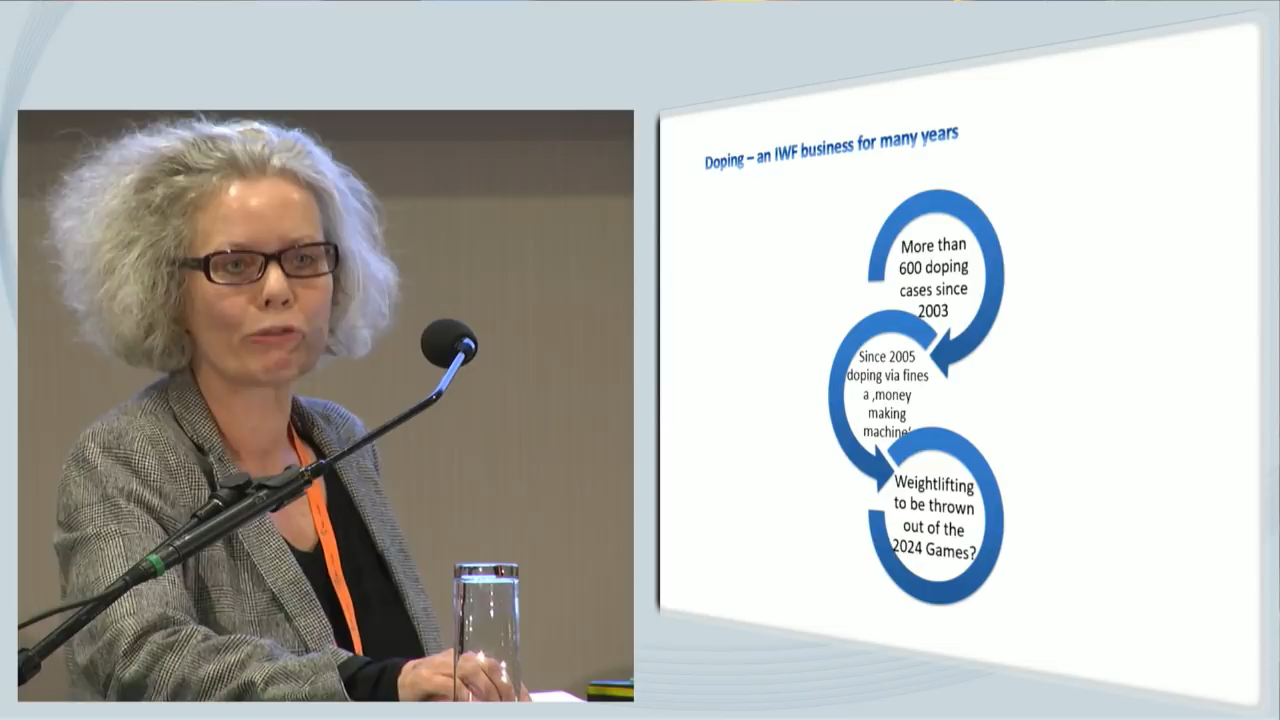 Doping – an IWF business for many years
More than
600 doping
cases since
2003
Since 2005
doping via fines
a ‚money
making
machine‘
Weightlifting
to be thrown
out of the
2024 Games?